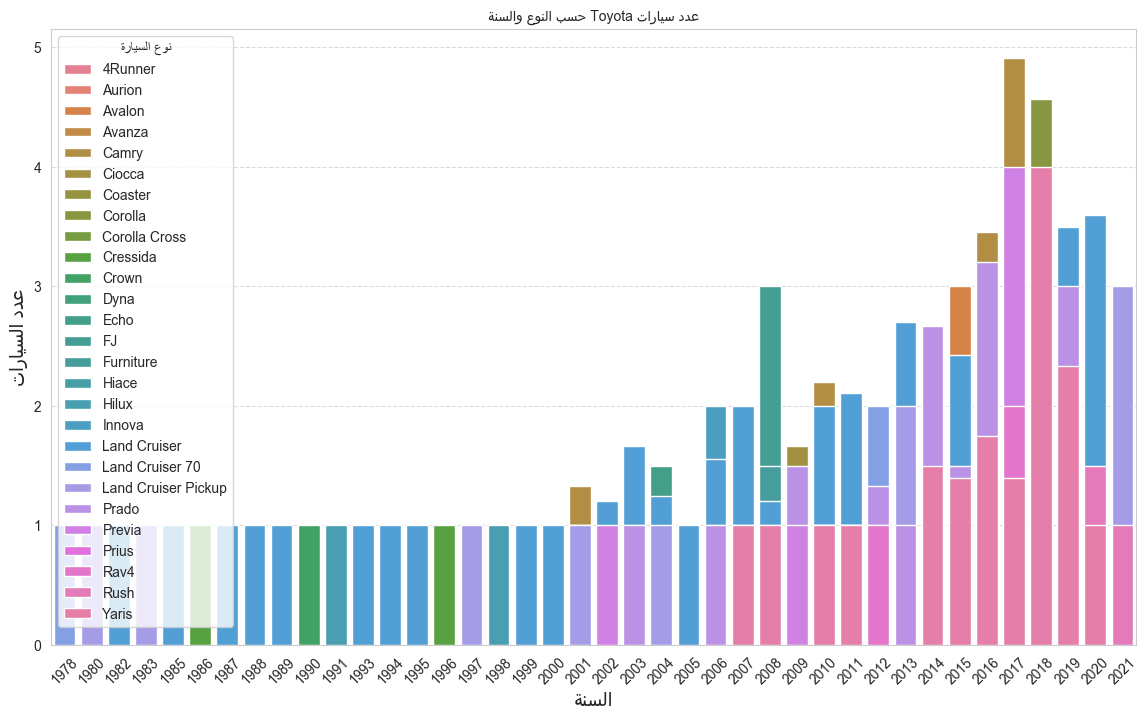 عدد سيارات Toyota حسب النوع والسنة
نوع السيارة
4Runner
Aurion
Avalon
Avanza
Camry
Ciocca
Coaster
Corolla
Corolla Cross
Cressida
Crown
Dyna
Echo
FJ
Furniture
Hiace
Hilux
Innova
Land Cruiser
Land Cruiser 70
Land Cruiser Pickup
Prado
Previa
Prius
Rav4
Rush
Yaris
عدد السيارات
5
4
3
2
1
0
1978 1980 1982 1983 1985 1986 1987 1988 1989 1990 1991 1993 1994 1995 1996 1997 1998 1999 2000 2001 2002 2003 2004 2005 2006 2007 2008 2009 2010 2011 2012 2013 2014 2015 2016 2017 2018 2019 2020 2021
السنة